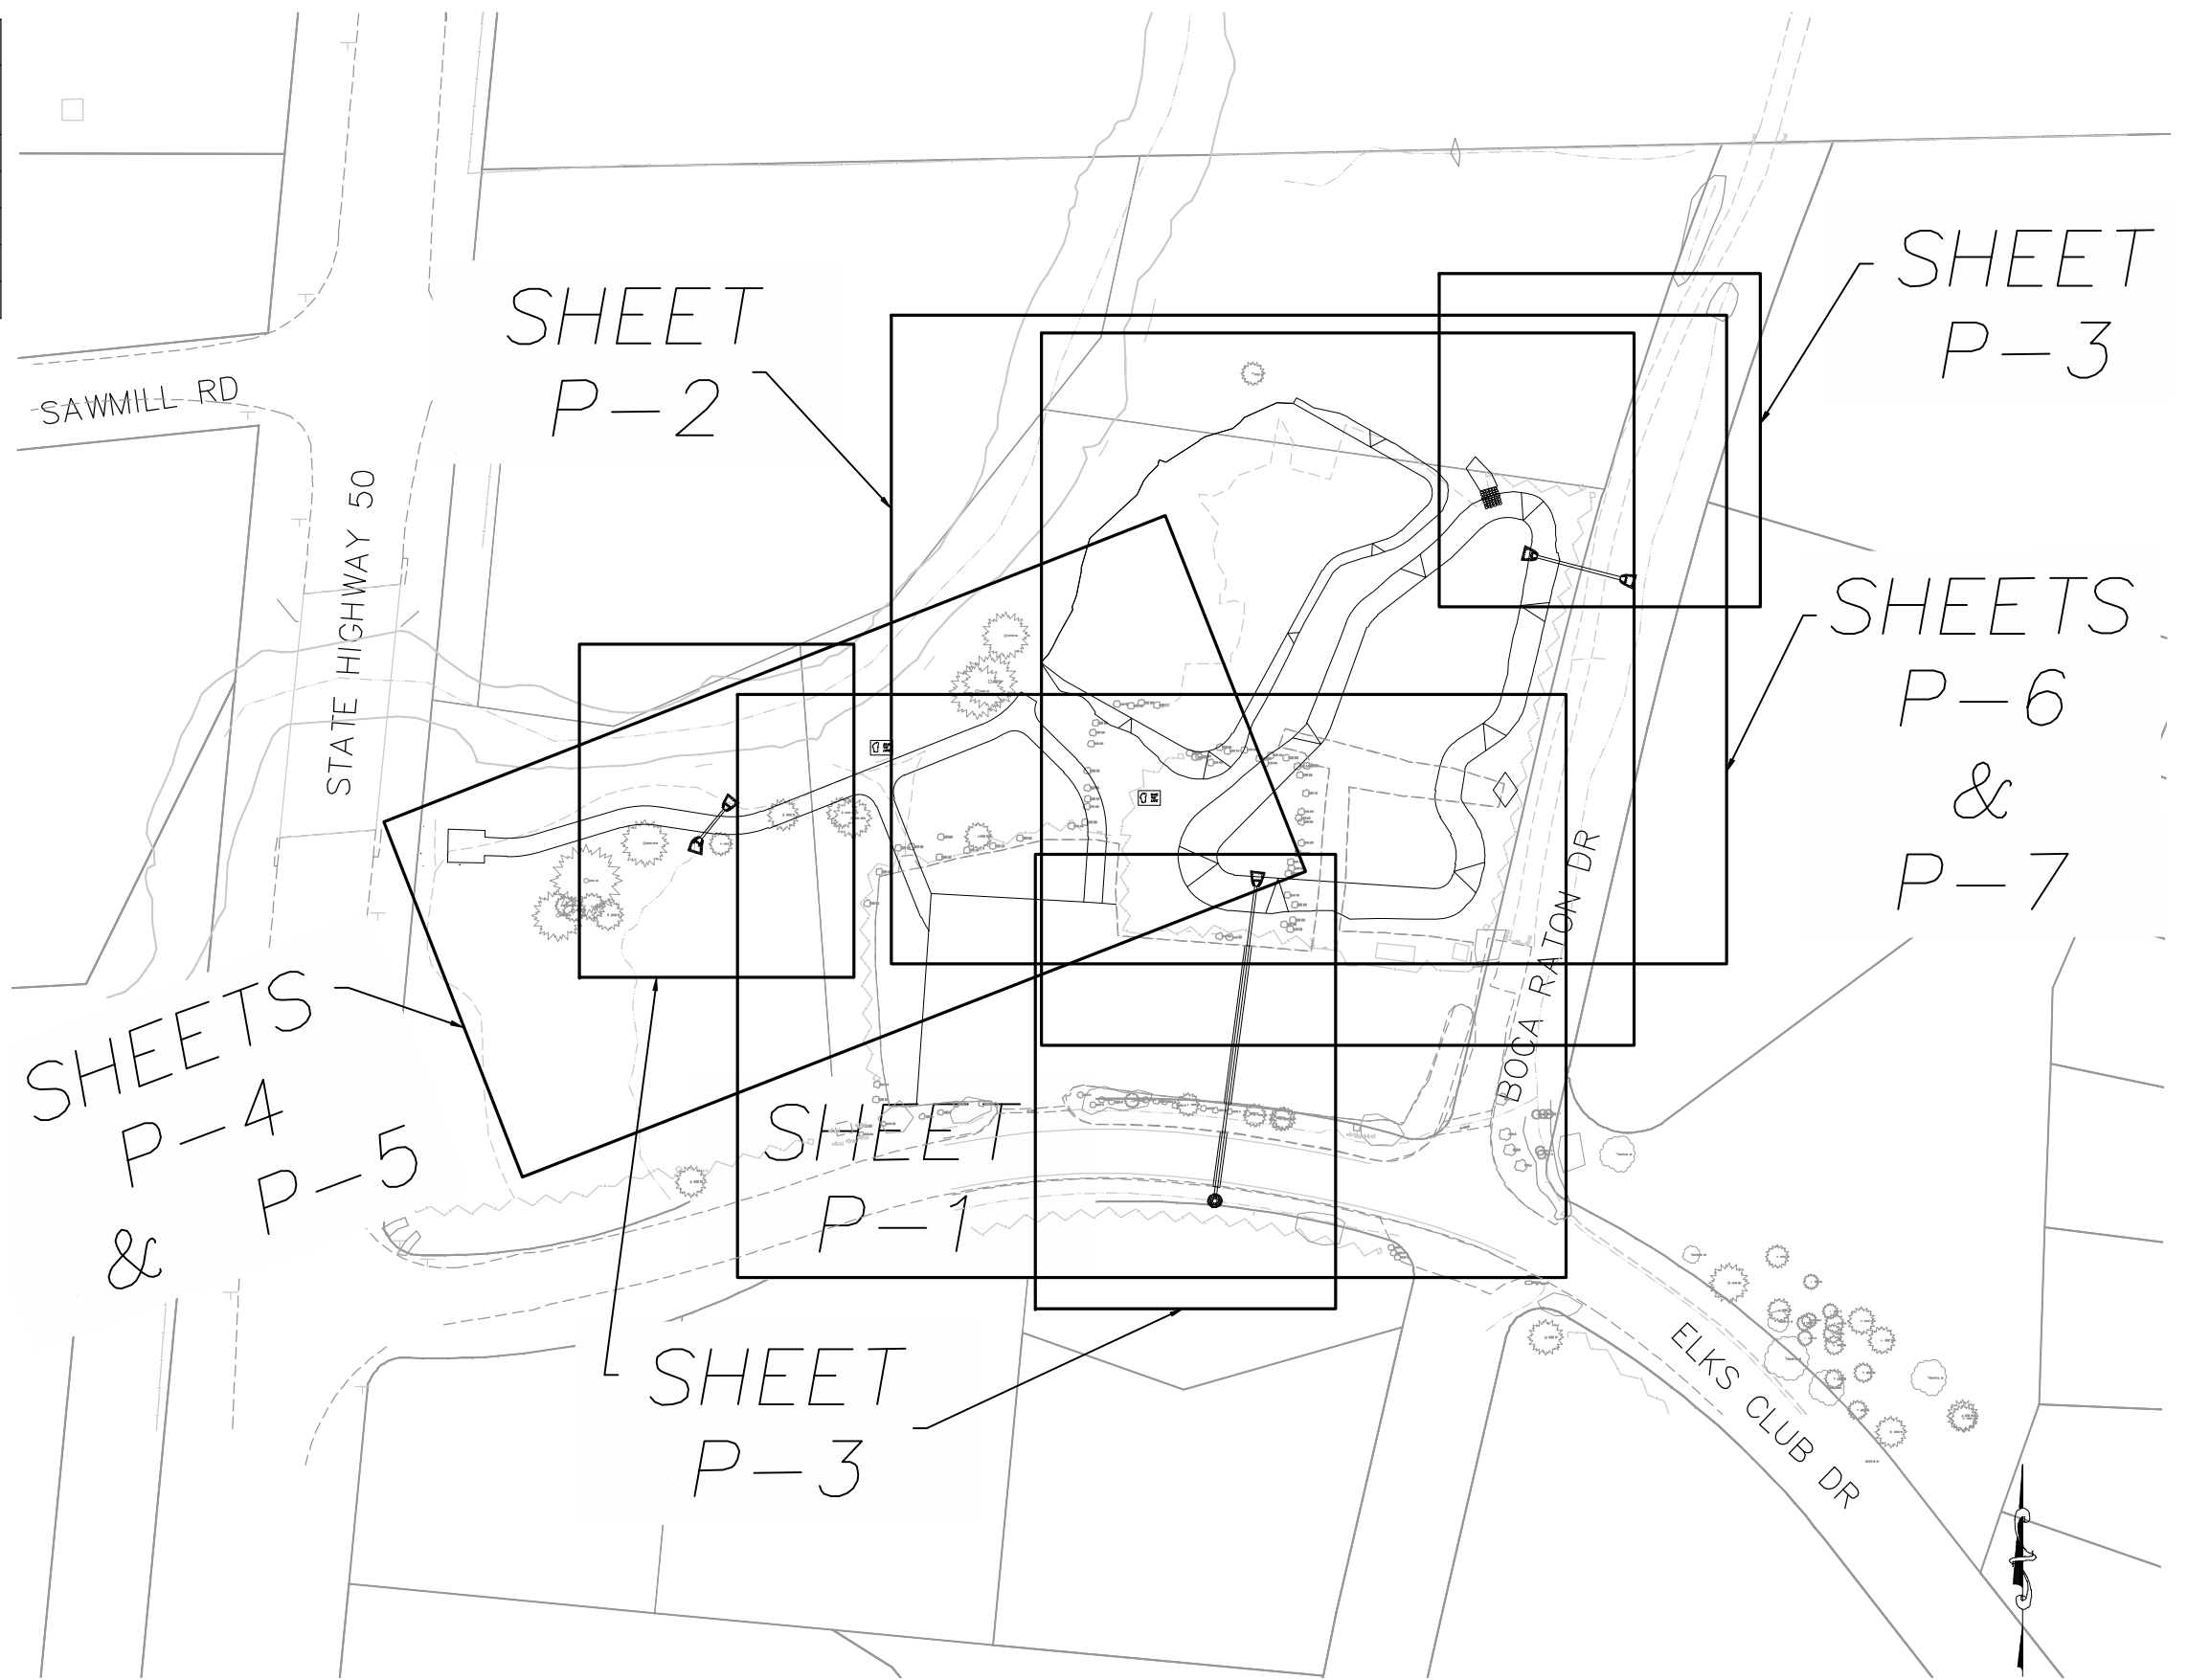 SHEET
P-3
SHEET
P-2
SAWMILL RD
STATE HIGHWAY 50
SHEETS
P-6
&
P-7
BOCA RATON DR
SHEETS
P-4
& P-5
SHEET
P-1
SHEET
P-3
ELKS CLUB DR